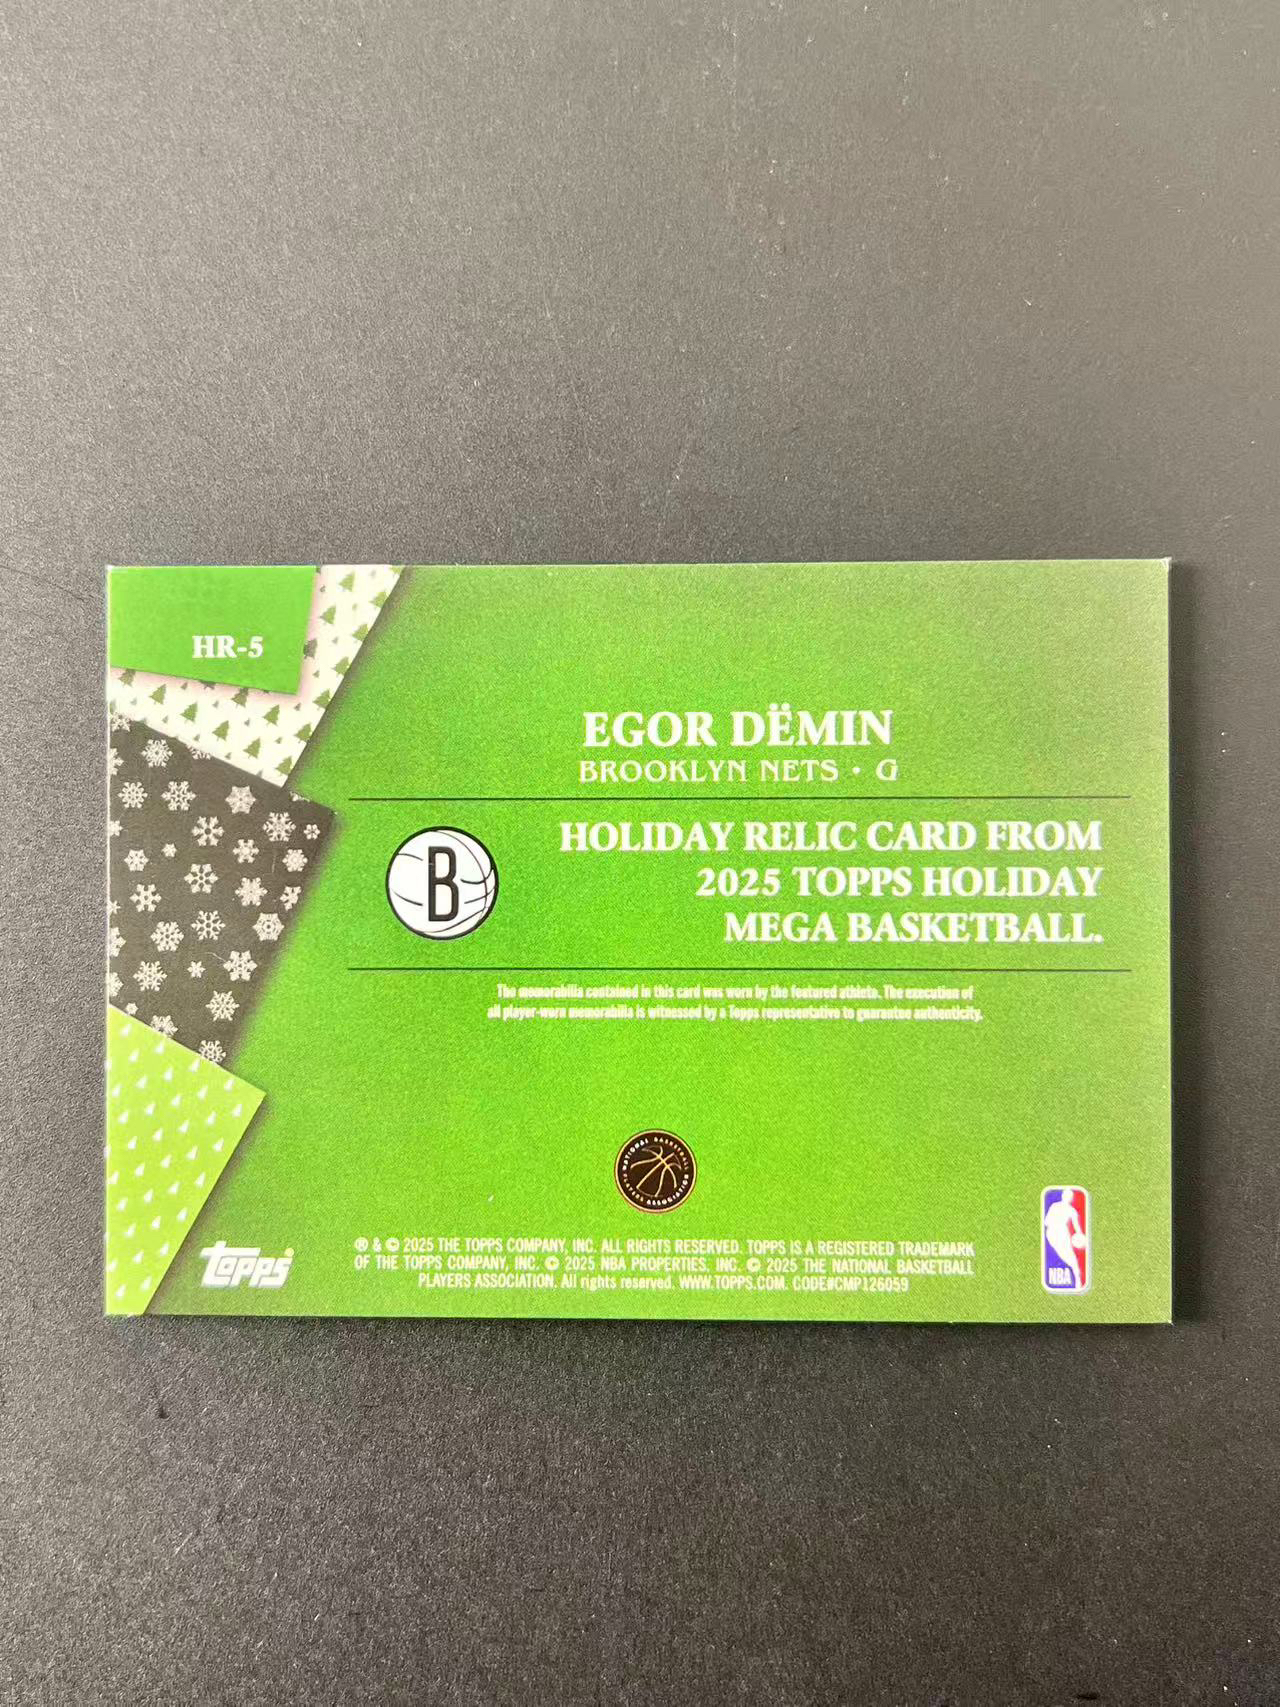 HR-5
EGOR DËMIN
BROOKLYN NETS • G
B
HOLIDAY RELIC CARD FROM
2025 TOPPS HOLIDAY
MEGA BASKETBALL.
The memorabilia contained in this card was worn by the featured athlete. The execution of
all player-worn memorabilia is witnessed by a Topps representative to guarantee authenticity.
NATIONAL BASKETBALL
PLAYERS ASSOCIATION
topps
® & © 2025 THE TOPPS COMPANY, INC. ALL RIGHTS RESERVED. TOPPS IS A REGISTERED TRADEMARK
OF THE TOPPS COMPANY, INC. © 2025 NBA PROPERTIES, INC. © 2025 THE NATIONAL BASKETBALL
PLAYERS ASSOCIATION. All rights reserved. WWW.TOPPS.COM. CODE#CMP126059
NBA